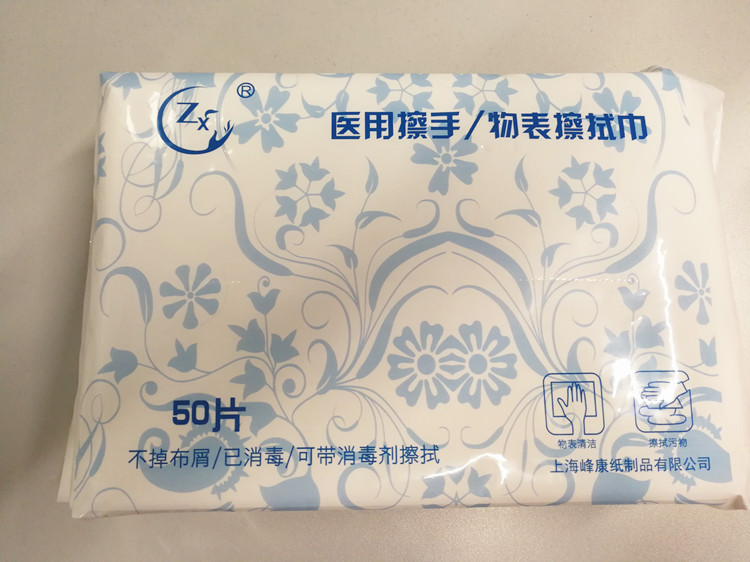 Zx®
医用擦手/物表擦拭巾
50片
不掉布屑/已消毒/可带消毒剂擦拭
物表清洁
擦拭污物
上海峰康纸制品有限公司